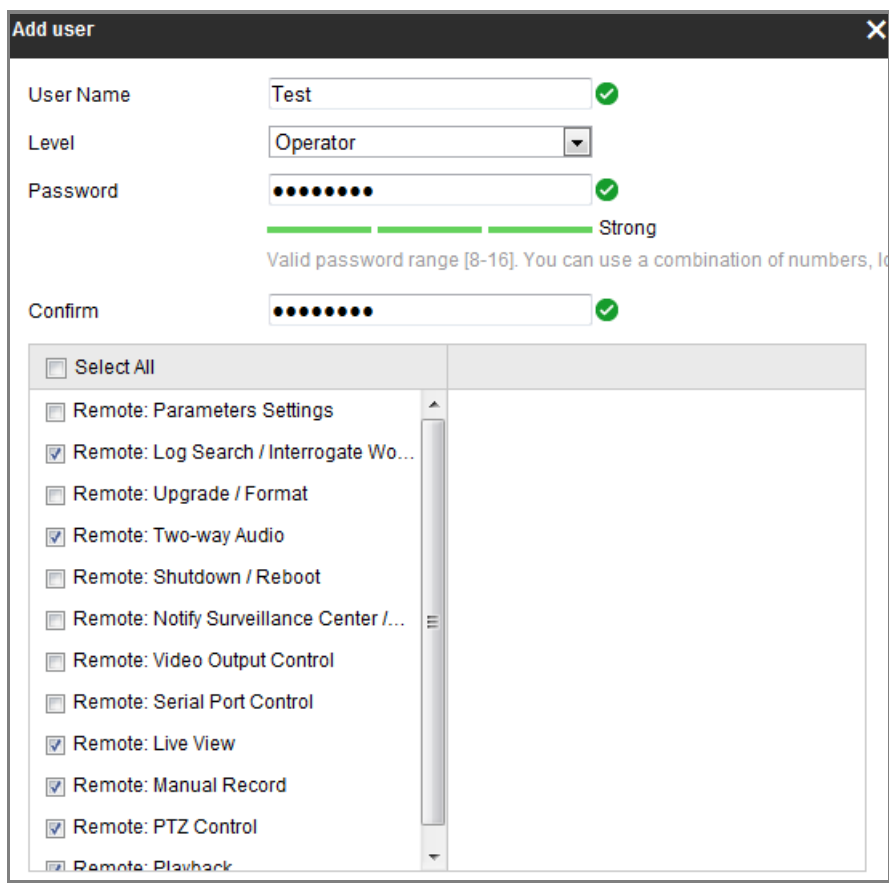 Add user
User Name Test
Level Operator
Password ●●●●●●●●
Strong
Valid password range [8-16]. You can use a combination of numbers,
Confirm ●●●●●●●●
Select All
Remote: Parameters Settings
Remote: Log Search / Interrogate Wo...
Remote: Upgrade / Format
Remote: Two-way Audio
Remote: Shutdown / Reboot
Remote: Notify Surveillance Center /...
Remote: Video Output Control
Remote: Serial Port Control
Remote: Live View
Remote: Manual Record
Remote: PTZ Control
Remote: Playback